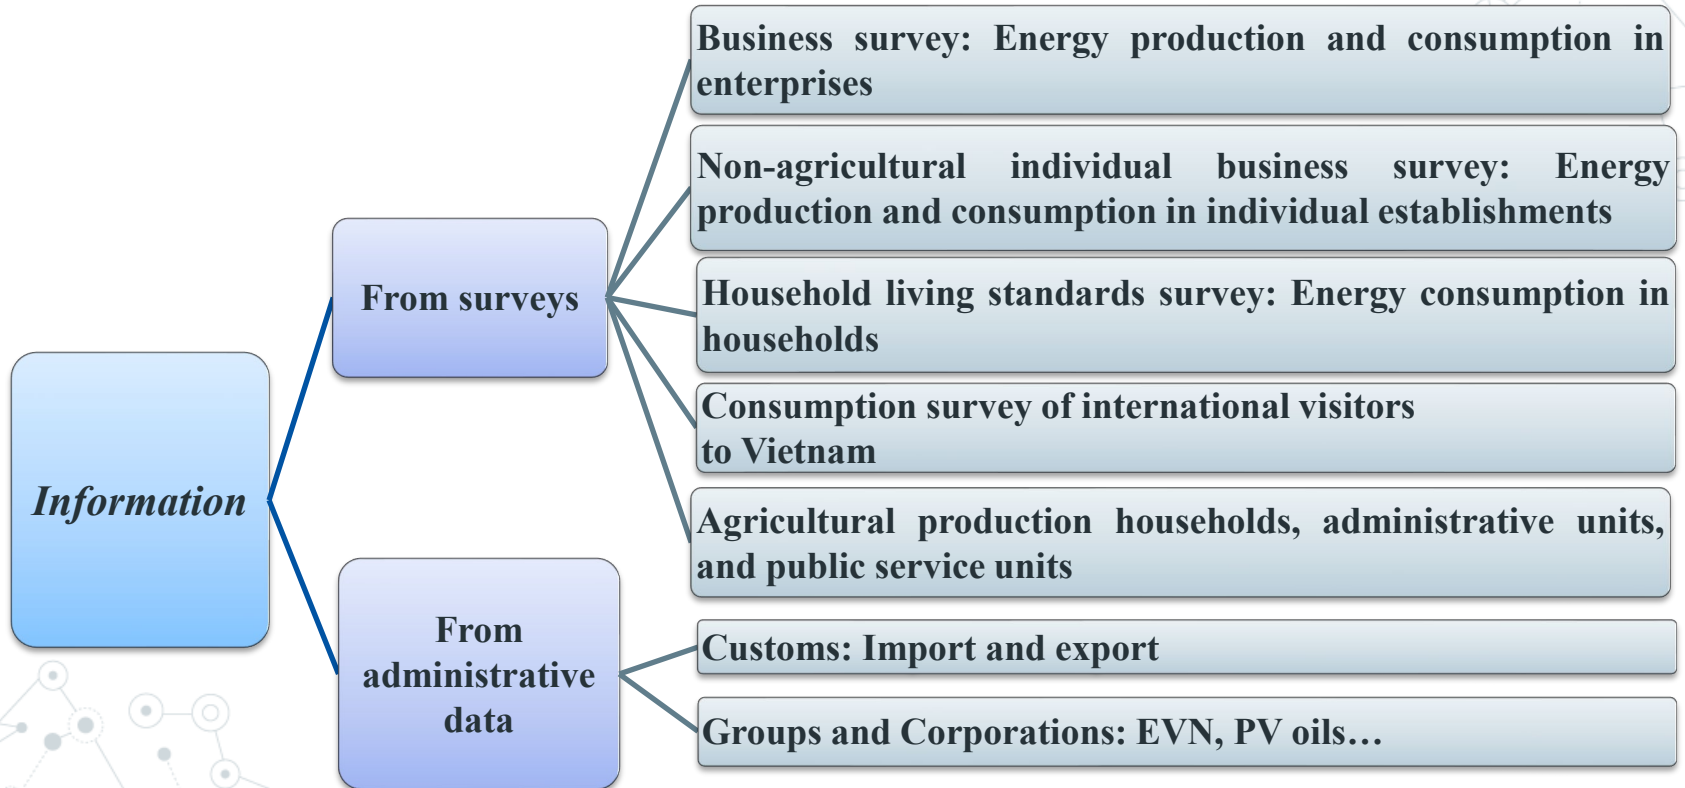 Business survey: Energy production and consumption in
enterprises
Non-agricultural individual business survey: Energy
production and consumption in individual establishments
From surveys
Household living standards survey: Energy consumption in
households
Consumption survey of international visitors
to Vietnam
Information
Agricultural production households, administrative units,
and public service units
From
administrative
data
Customs: Import and export
Groups and Corporations: EVN, PV oils…